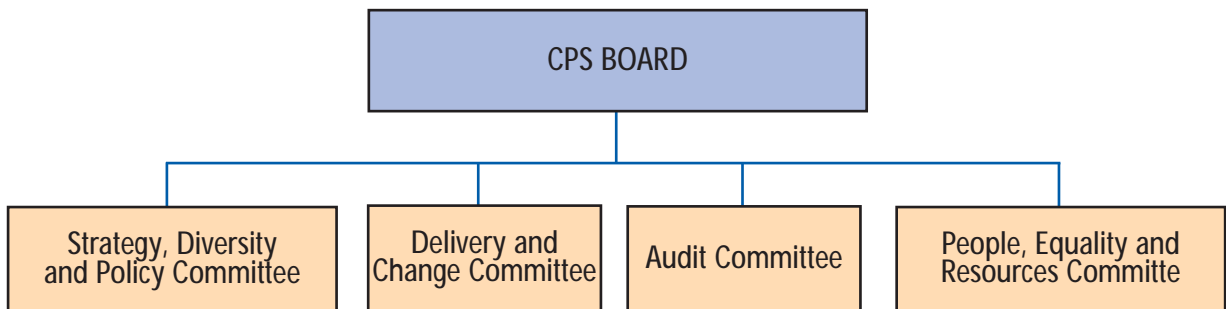 CPS BOARD
Strategy, Diversity
and Policy Committee
Delivery and
Change Committee
Audit Committee
People, Equality and
Resources Committe